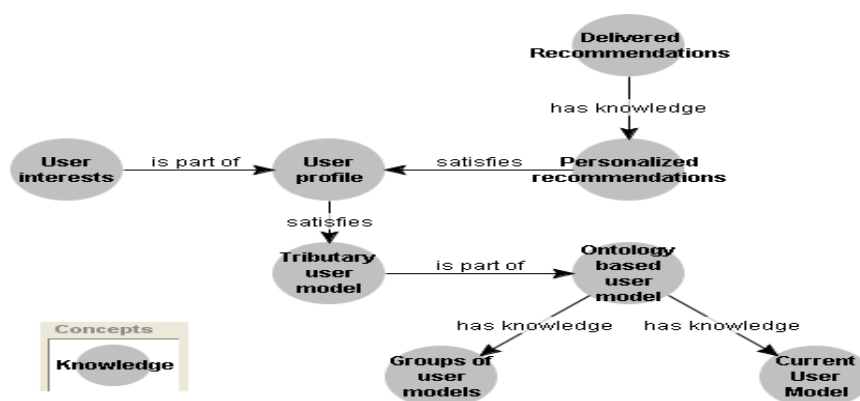 Delivered
Recommendations
has knowledge
User
interests
is part of
User
profile
satisfies
Personalized
recommendations
satisfies
Tributary
user
model
is part of
Ontology
based user
model
has knowledge
has knowledge
Concepts
Knowledge
Groups of
user
models
Current
User
Model